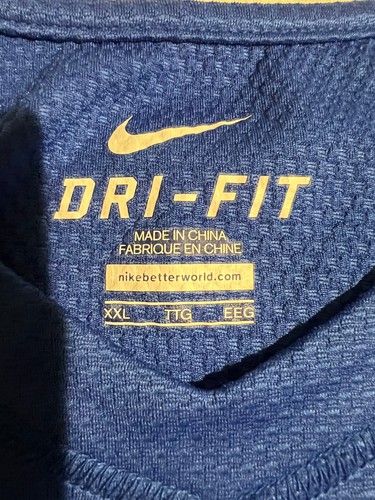 DRI-FIT
MADE IN CHINA
FABRIQUE EN CHINE
nikebetterworld.com
XXL TTG EEG